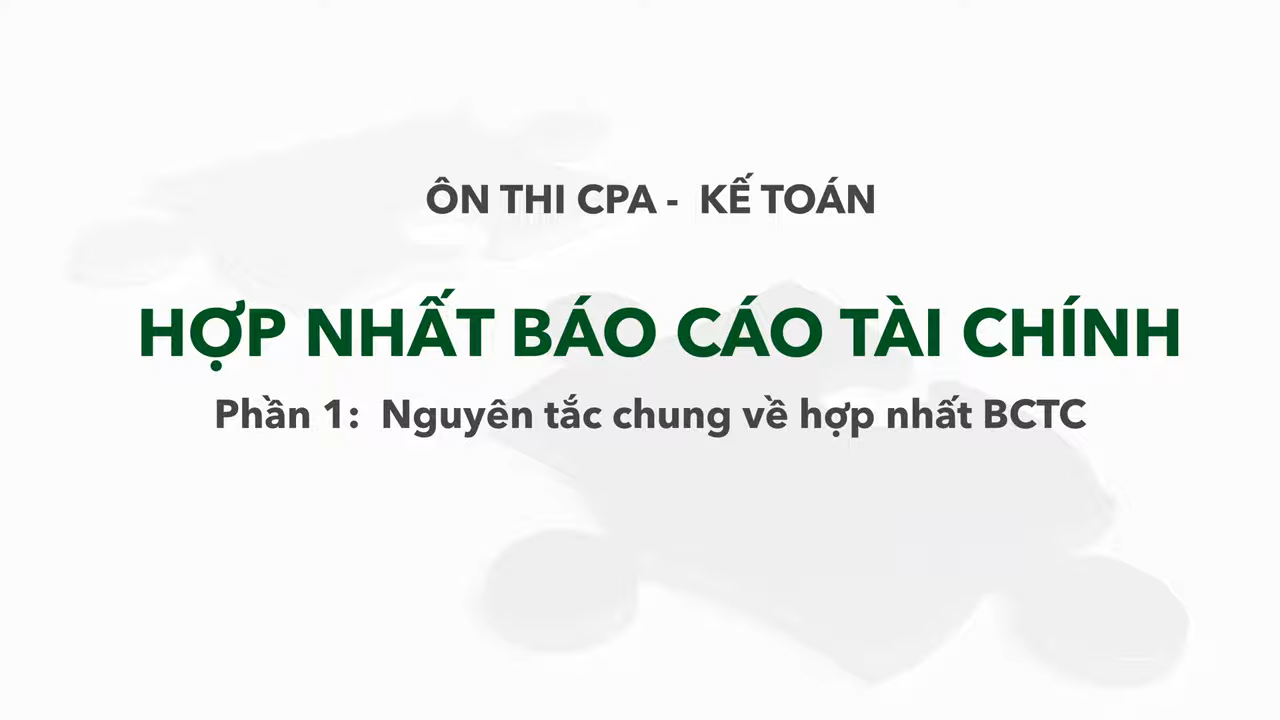 ÔN THI CPA - KẾ TOÁN
HỢP NHẤT BÁO CÁO TÀI CHÍNH
Phần 1: Nguyên tắc chung về hợp nhất BCTC